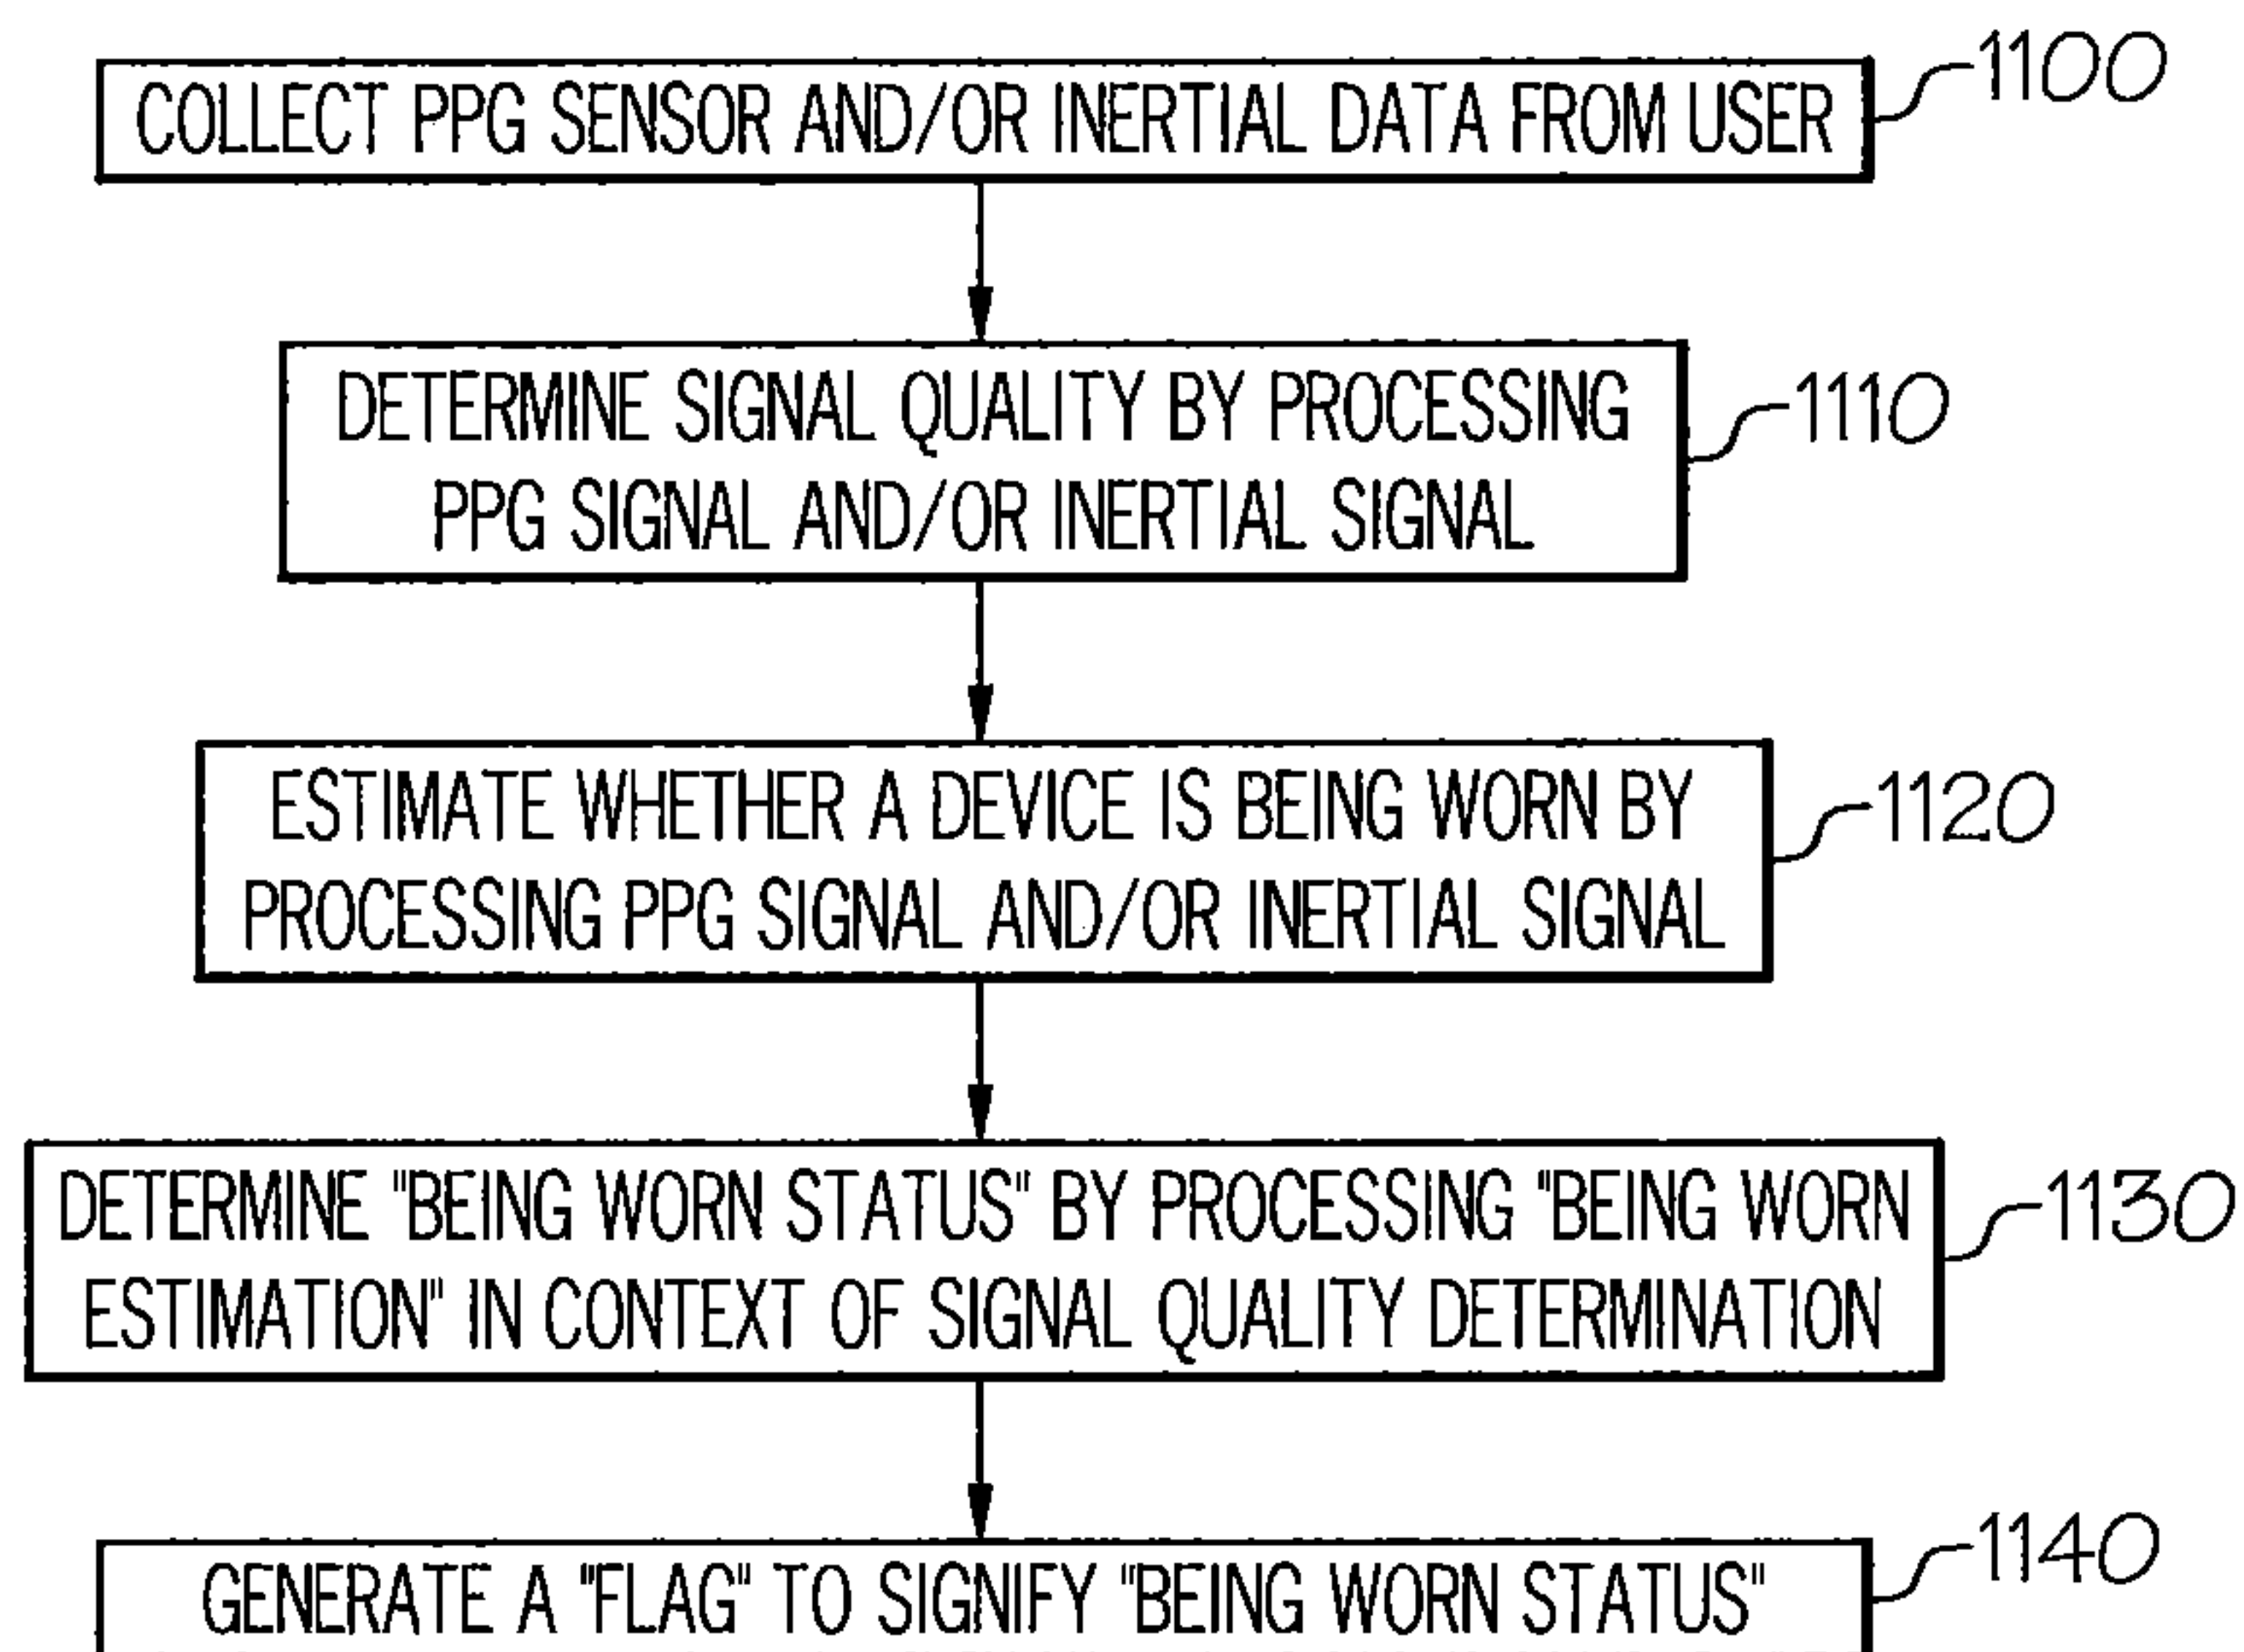 COLLECT PPG SENSOR AND/OR INERTIAL DATA FROM USER
1100
DETERMINE SIGNAL QUALITY BY PROCESSING
PPG SIGNAL AND/OR INERTIAL SIGNAL
1110
ESTIMATE WHETHER A DEVICE IS BEING WORN BY
PROCESSING PPG SIGNAL AND/OR INERTIAL SIGNAL
1120
DETERMINE "BEING WORN STATUS" BY PROCESSING "BEING WORN
ESTIMATION" IN CONTEXT OF SIGNAL QUALITY DETERMINATION
1130
GENERATE A "FLAG" TO SIGNIFY "BEING WORN STATUS"
1140